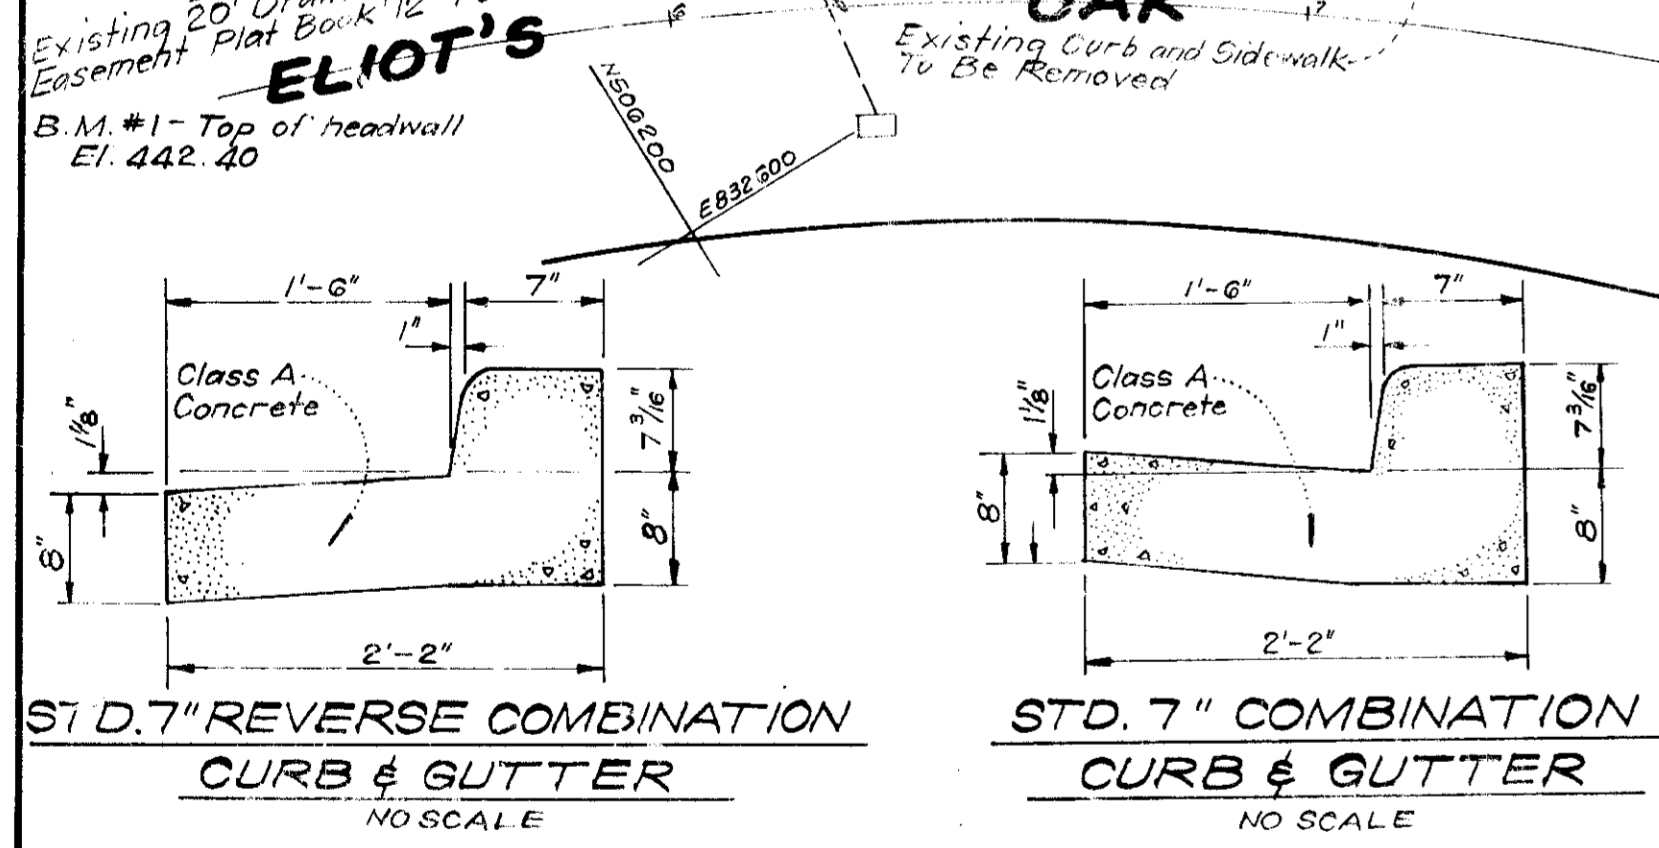 Existing 20' Drain
Easement Plat Book 12
ELIOT'S
B.M. #1 - Top of headwall
El. 442.40
6
7
OAK
Existing Curb and Sidewalk
To Be Removed
N506200
E832600
1'-6"
7"
1"
Class A
Concrete
1 1/8"
7 3/16"
8"
8"
2'-2"
STD. 7" REVERSE COMBINATION
CURB & GUTTER
NO SCALE
1'-6"
7"
1"
Class A
Concrete
1 1/8"
7 3/16"
8"
8"
2'-2"
STD. 7" COMBINATION
CURB & GUTTER
NO SCALE